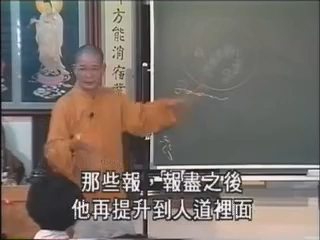 方能消宿業
那些報，報盡之後
他再提升到人道裡面